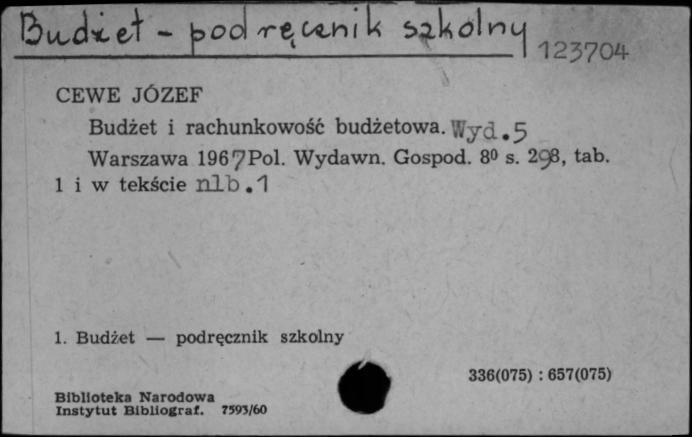 Budżet - podręcznik szkolny
123704
CEWE JÓZEF
Budżet i rachunkowość budżetowa. Wyd.5
Warszawa 1967 Pol. Wydawn. Gospod. 8⁰ s. 298, tab.
1 i w tekście nlb.1
1. Budżet — podręcznik szkolny
336(075) : 657(075)
Biblioteka Narodowa
Instytut Bibliograf. 7593/60